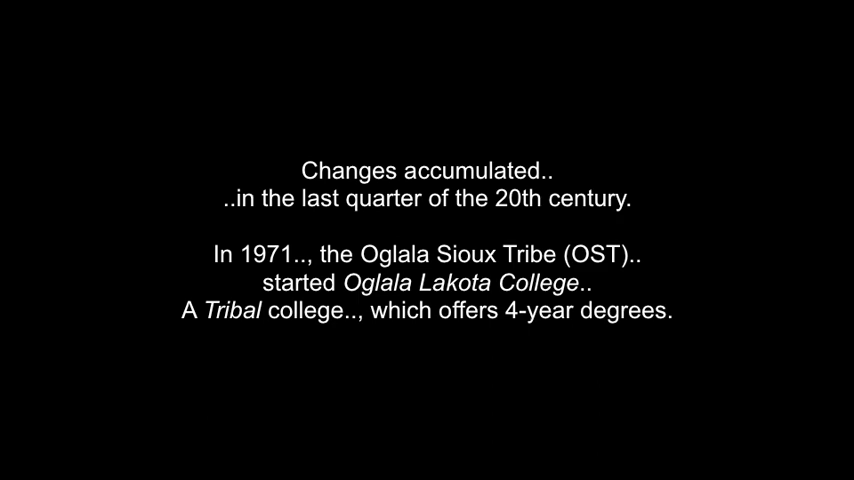 Changes accumulated..
..in the last quarter of the 20th century.
In 1971.., the Oglala Sioux Tribe (OST)..
started Oglala Lakota College..
A Tribal college.., which offers 4-year degrees.